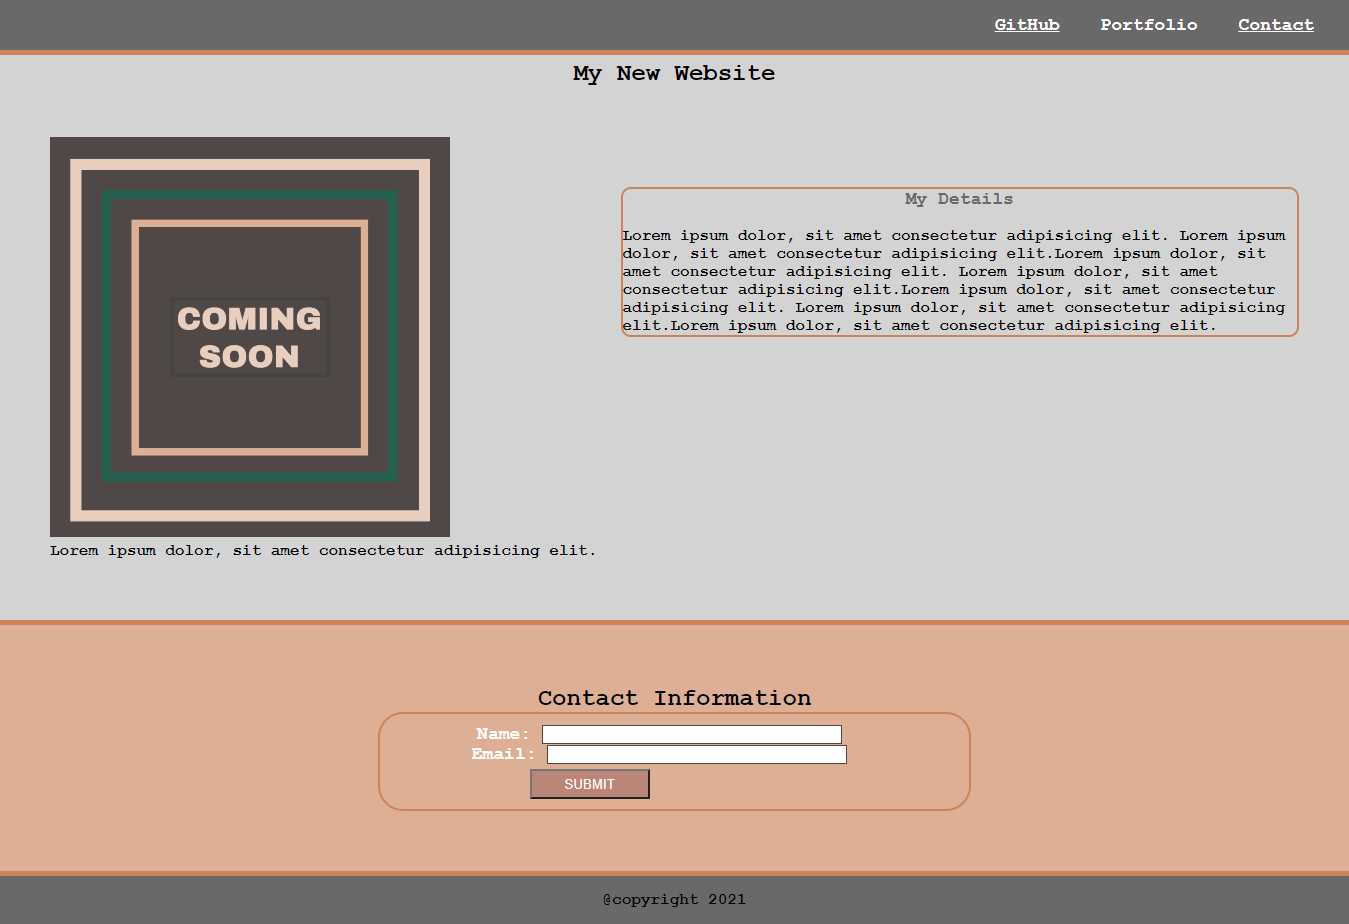 GitHub Portfolio Contact
My New Website
COMING
SOON
Lorem ipsum dolor, sit amet consectetur adipisicing elit.
My Details
Lorem ipsum dolor, sit amet consectetur adipisicing elit. Lorem ipsum
dolor, sit amet consectetur adipisicing elit.Lorem ipsum dolor, sit
amet consectetur adipisicing elit. Lorem ipsum dolor, sit amet
consectetur adipisicing elit.Lorem ipsum dolor, sit amet consectetur
adipisicing elit. Lorem ipsum dolor, sit amet consectetur adipisicing
elit.Lorem ipsum dolor, sit amet consectetur adipisicing elit.
Contact Information
Name:
Email:
SUBMIT
@copyright 2021